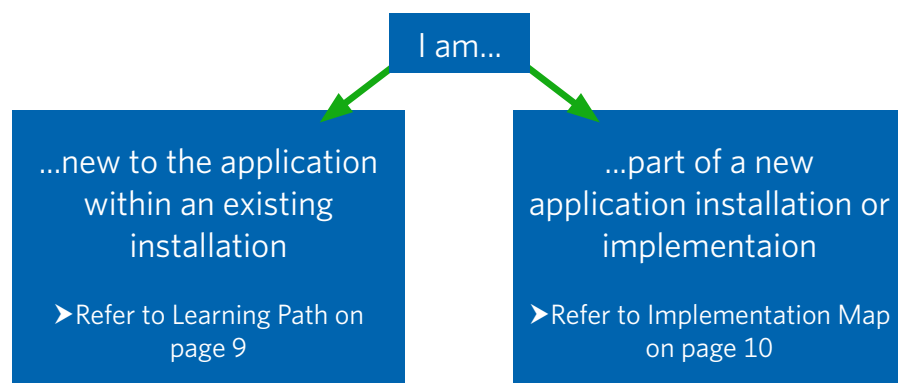 I am...
...new to the application
within an existing
installation
➤Refer to Learning Path on
page 9
...part of a new
application installation or
implementaion
➤Refer to Implementation Map
on page 10